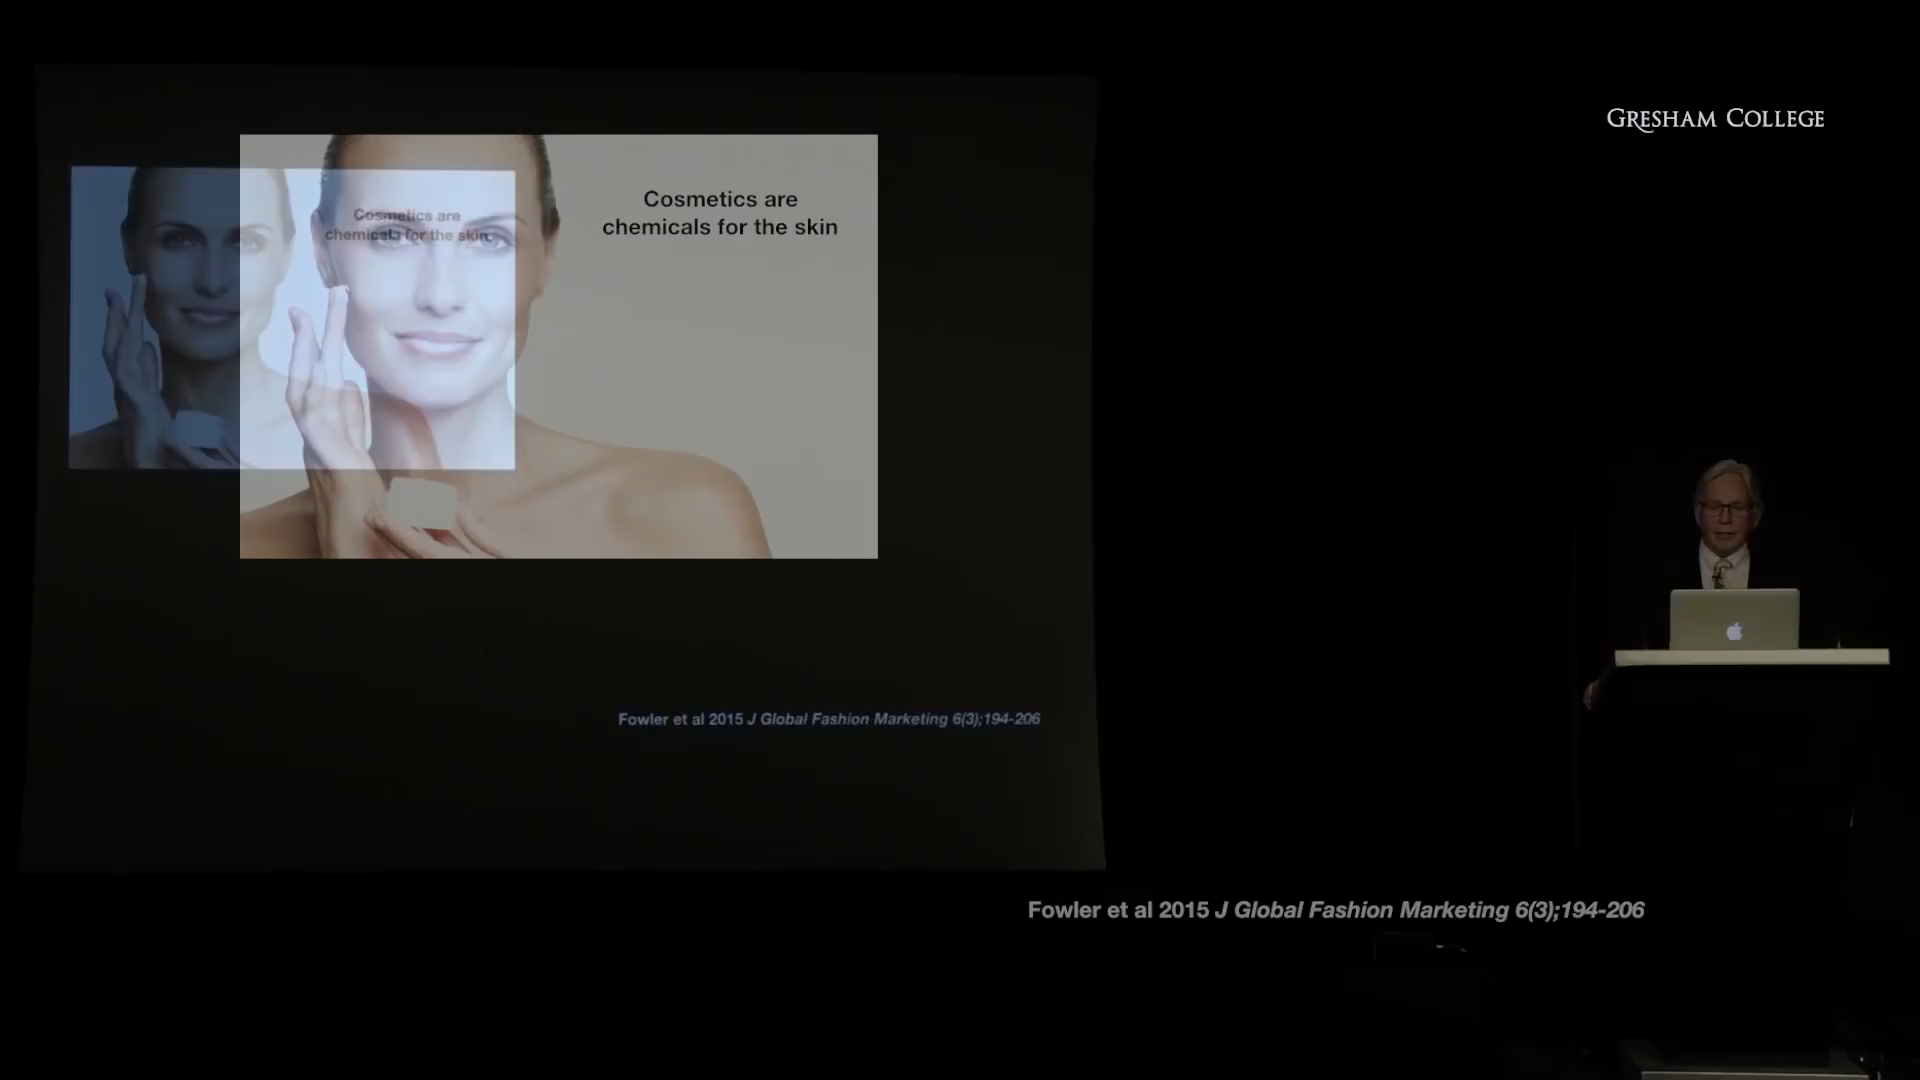 GRESHAM COLLEGE
Cosmetics are
chemicals for the skin
Cosmetics are
chemicals for the skin
Fowler et al 2015 J Global Fashion Marketing 6(3);194-206
Fowler et al 2015 J Global Fashion Marketing 6(3);194-206